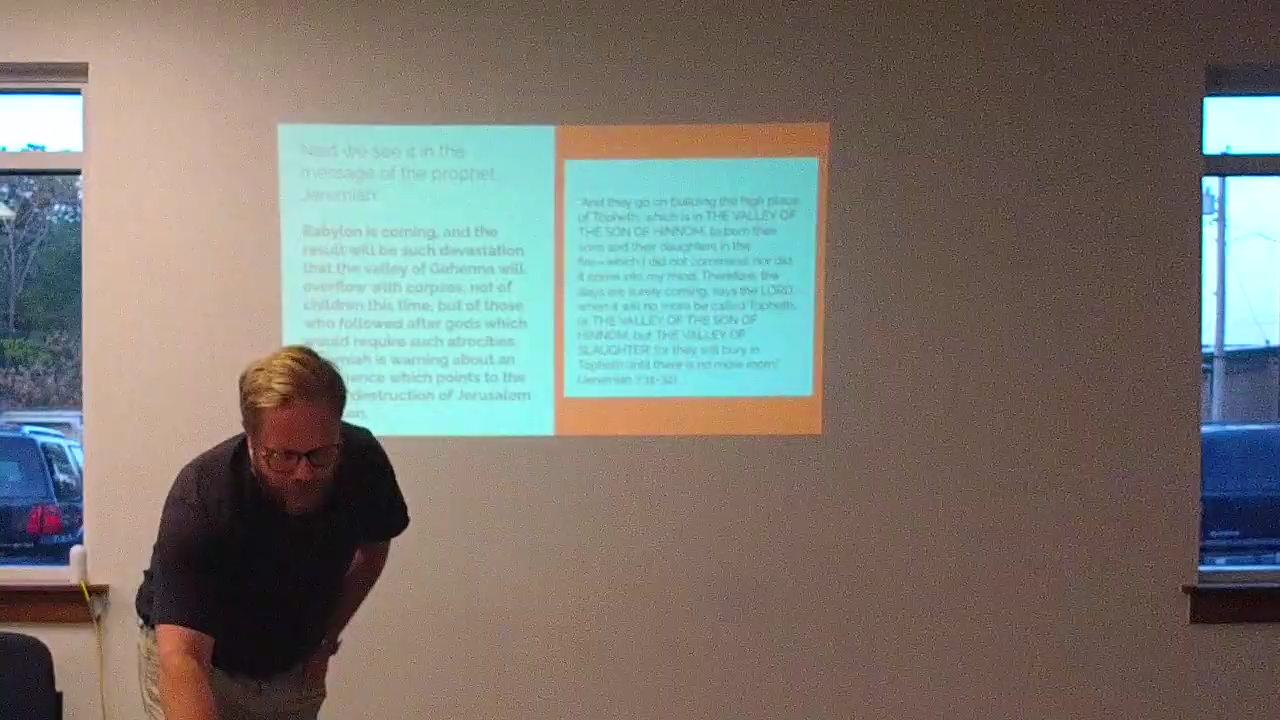 Next we see it in the
message of the prophet
Jeremiah
Babylon is coming, and the
result will be such devastation
that the valley of Gehenna will
overflow with corpses, not of
children this time, but of those
who followed after gods which
would require such atrocities.
is warning about an
which points to the
destruction of Jerusalem
"And they go on building the high place
of Topheth, which is in THE VALLEY OF
THE SON OF HINNOM, to burn their
sons and their daughters in the
fire—which I did not command, nor did
it come into my mind. Therefore, the
days are surely coming, says the LORD,
when it will no more be called Topheth,
or THE VALLEY OF THE SON OF
HINNOM, but THE VALLEY OF
SLAUGHTER: for they will bury in
Topheth until there is no more room."
(Jeremiah 7:31-32)